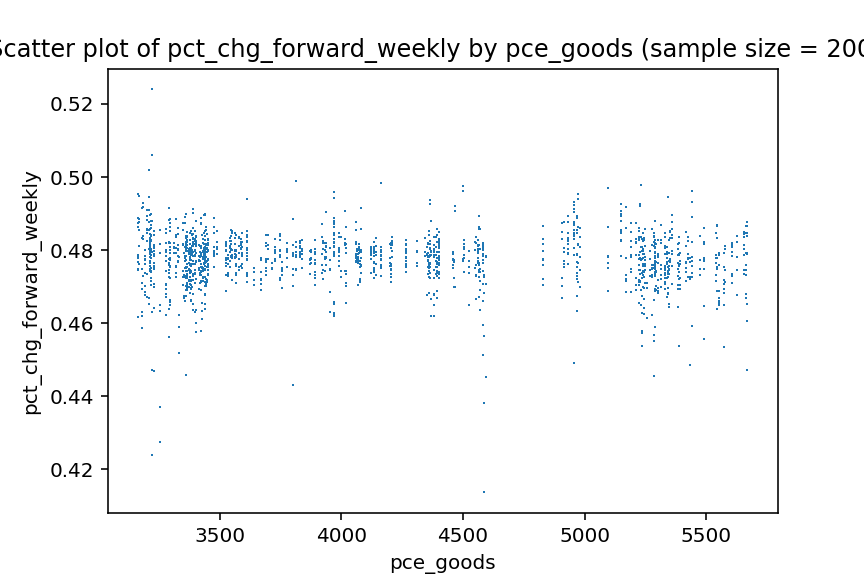 Scatter plot of pct_chg_forward_weekly by pce_goods (sample size = 200
pct_chg_forward_weekly
0.52
0.50
0.48
0.46
0.44
0.42
3500 4000 4500 5000 5500
pce_goods